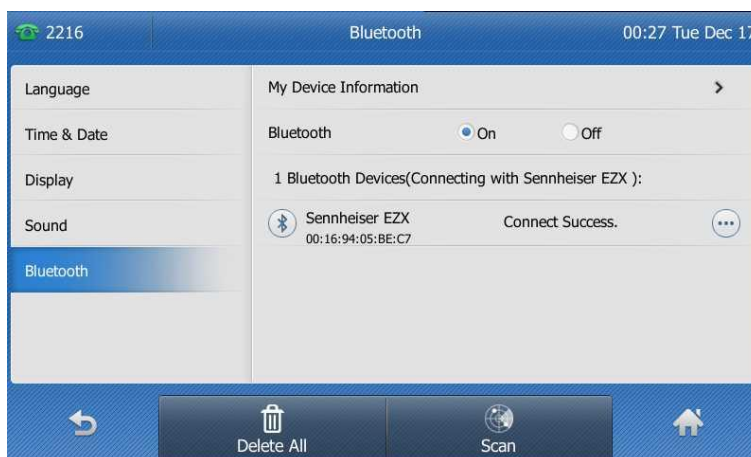 2216 Bluetooth 00:27 Tue Dec 17
Language
Time & Date
Display
Sound
Bluetooth
My Device Information
Bluetooth On Off
1 Bluetooth Devices(Connecting with Sennheiser EZX ):
Sennheiser EZX Connect Success.
00:16:94:05:BE:C7
Delete All
Scan